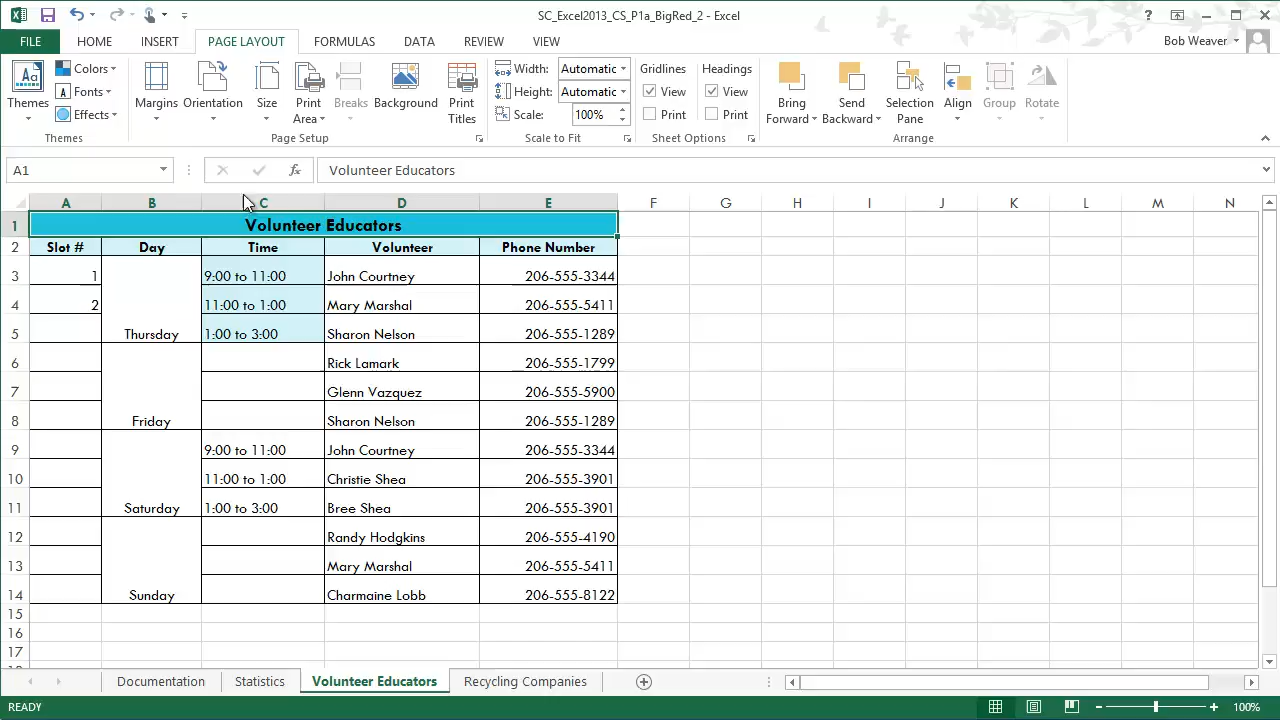 SC_Excel2013_CS_P1a_BigRed_2 - Excel
FILE HOME INSERT PAGE LAYOUT FORMULAS DATA REVIEW VIEW Bob Weaver
Themes Colors Fonts Effects
Margins Orientation Size Print Area Breaks Background Print Titles
Width: Automatic
Height: Automatic
Scale: 100%
Gridlines View Print
Headings View Print
Bring Forward Send Backward Selection Pane Align Group Rotate
Themes Page Setup Scale to Fit Sheet Options Arrange
A1 fx Volunteer Educators
A B C D E F G H I J K L M N
1 Volunteer Educators
2 Slot # Day Time Volunteer Phone Number
3 1 9:00 to 11:00 John Courtney 206-555-3344
4 2 11:00 to 1:00 Mary Marshal 206-555-5411
5 Thursday 1:00 to 3:00 Sharon Nelson 206-555-1289
6 Rick Lamark 206-555-1799
7 Glenn Vazquez 206-555-5900
8 Friday Sharon Nelson 206-555-1289
9 9:00 to 11:00 John Courtney 206-555-3344
10 11:00 to 1:00 Christie Shea 206-555-3901
11 Saturday 1:00 to 3:00 Bree Shea 206-555-3901
12 Randy Hodgkins 206-555-4190
13 Mary Marshal 206-555-5411
14 Sunday Charmaine Lobb 206-555-8122
15
16
17
Documentation Statistics Volunteer Educators Recycling Companies
READY 100%